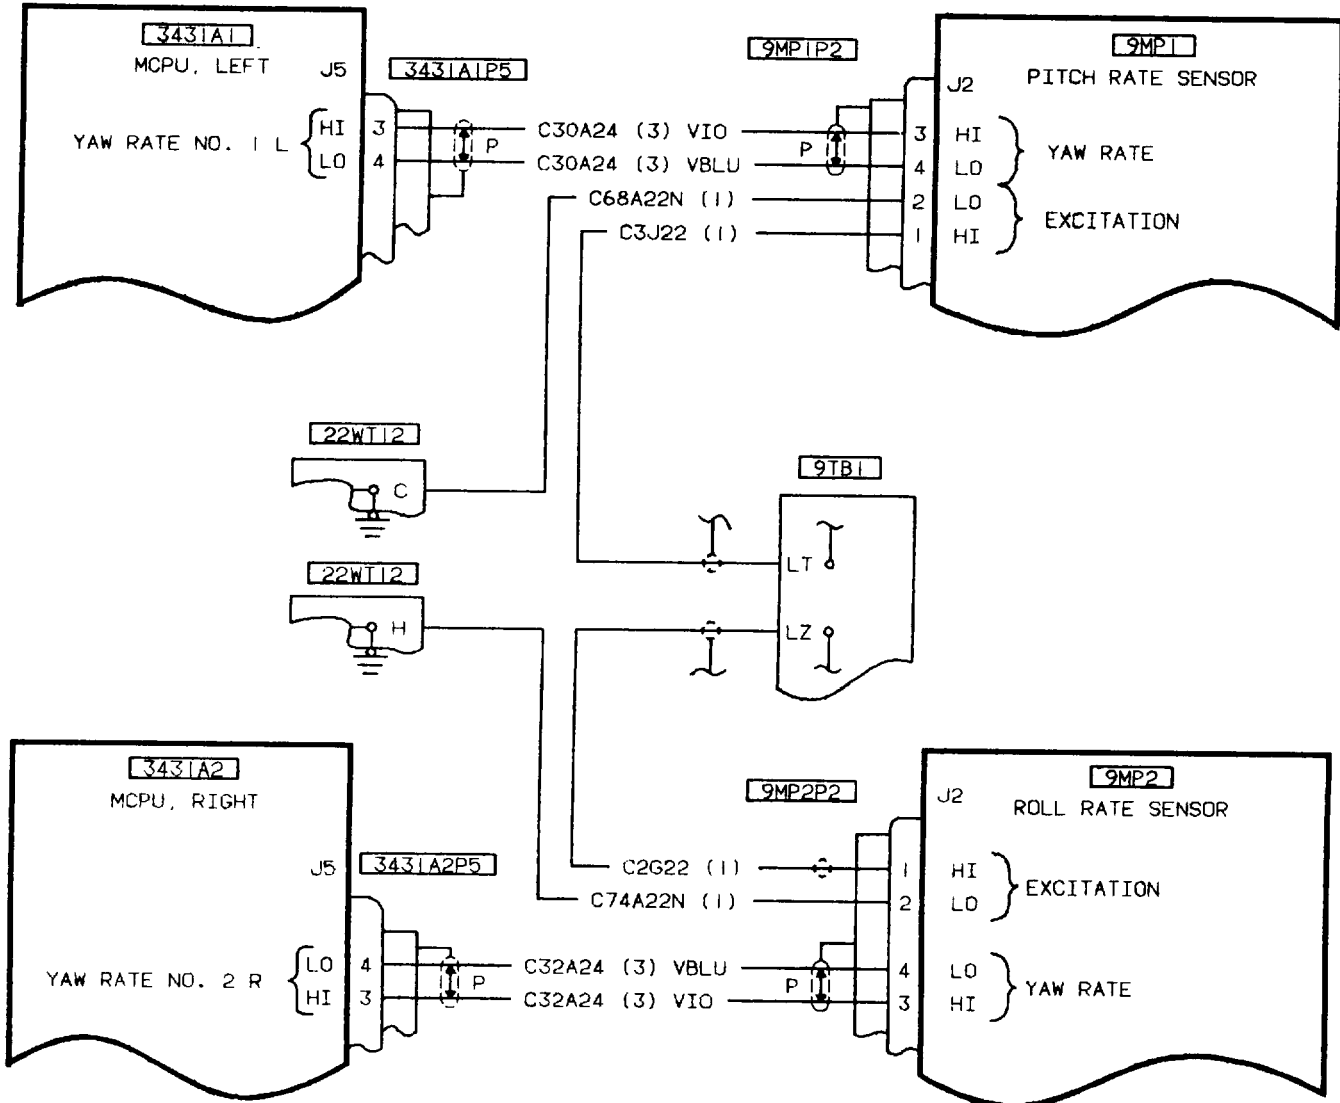 3431A1
MCPU, LEFT
J5
3431A1P5
9MP1P2
9MP1
J2
PITCH RATE SENSOR
YAW RATE NO. 1 L
HI
3
LO
4
P
C30A24 (3) VIO
C30A24 (3) VBLU
C68A22N (1)
C3J22 (1)
P
3
HI
4
LO
YAW RATE
2
LO
1
HI
EXCITATION
22WT12
C
9TB1
LT
22WT12
H
LZ
3431A2
MCPU, RIGHT
J5
3431A2P5
9MP2P2
9MP2
J2
ROLL RATE SENSOR
C2G22 (1)
C74A22N (1)
1
HI
2
LO
EXCITATION
YAW RATE NO. 2 R
LO
4
HI
3
P
C32A24 (3) VBLU
C32A24 (3) VIO
P
4
LO
3
HI
YAW RATE